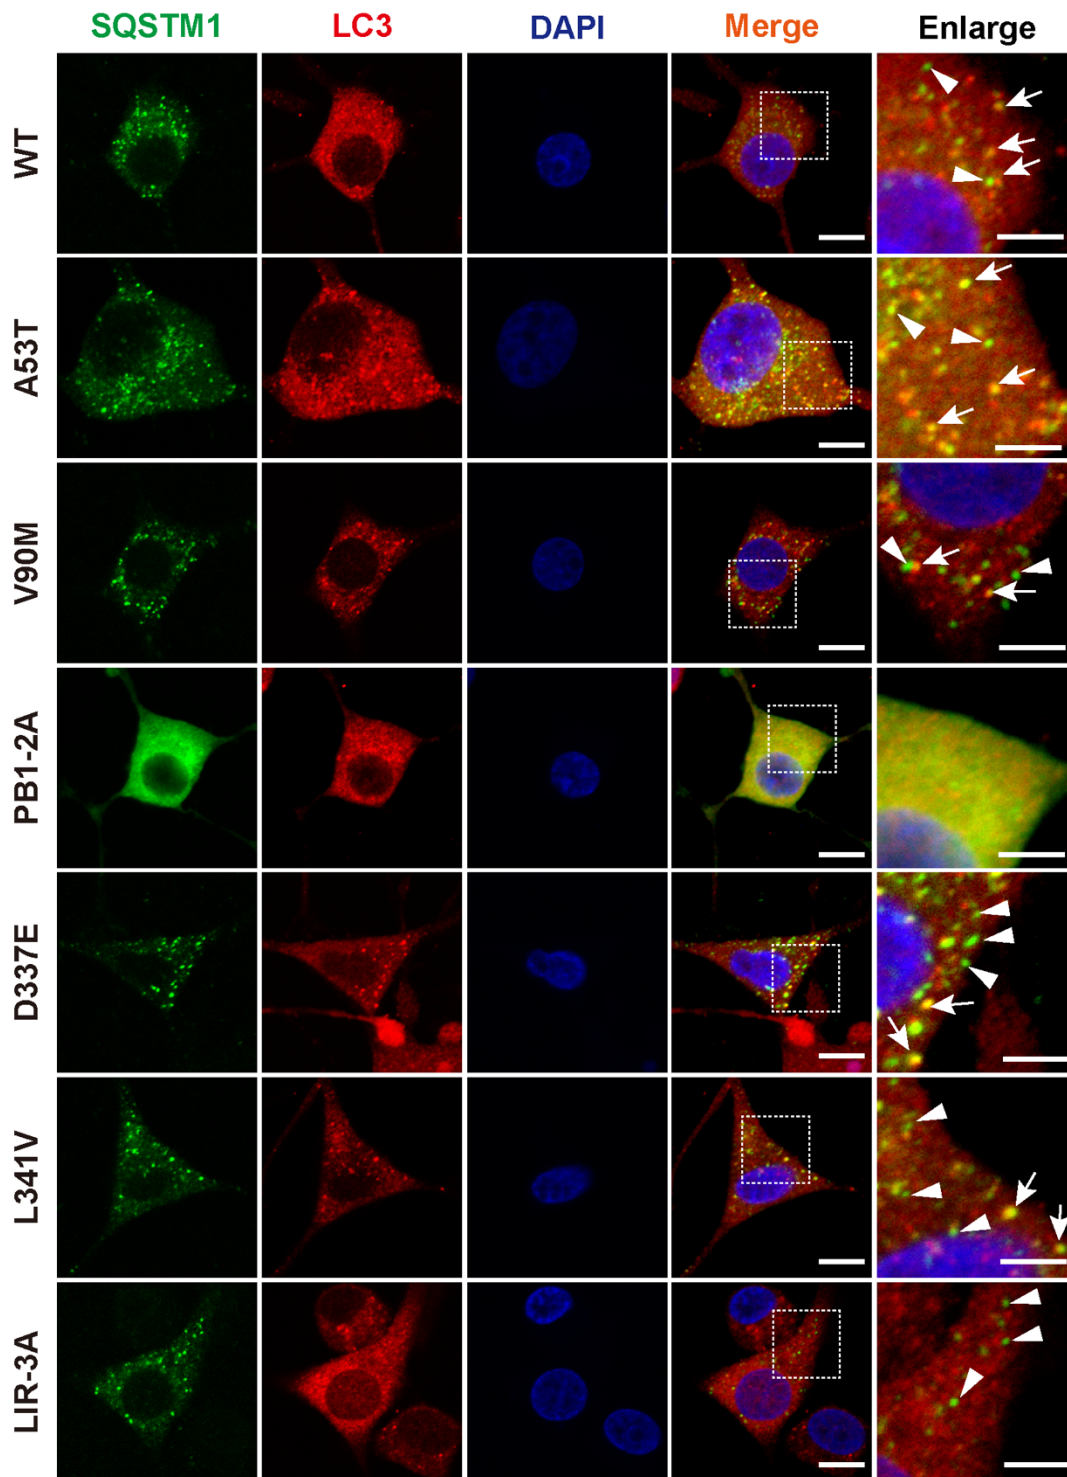 SQSTM1 LC3 DAPI Merge Enlarge
WT
A53T
V90M
PB1-2A
D337E
L341V
LIR-3A